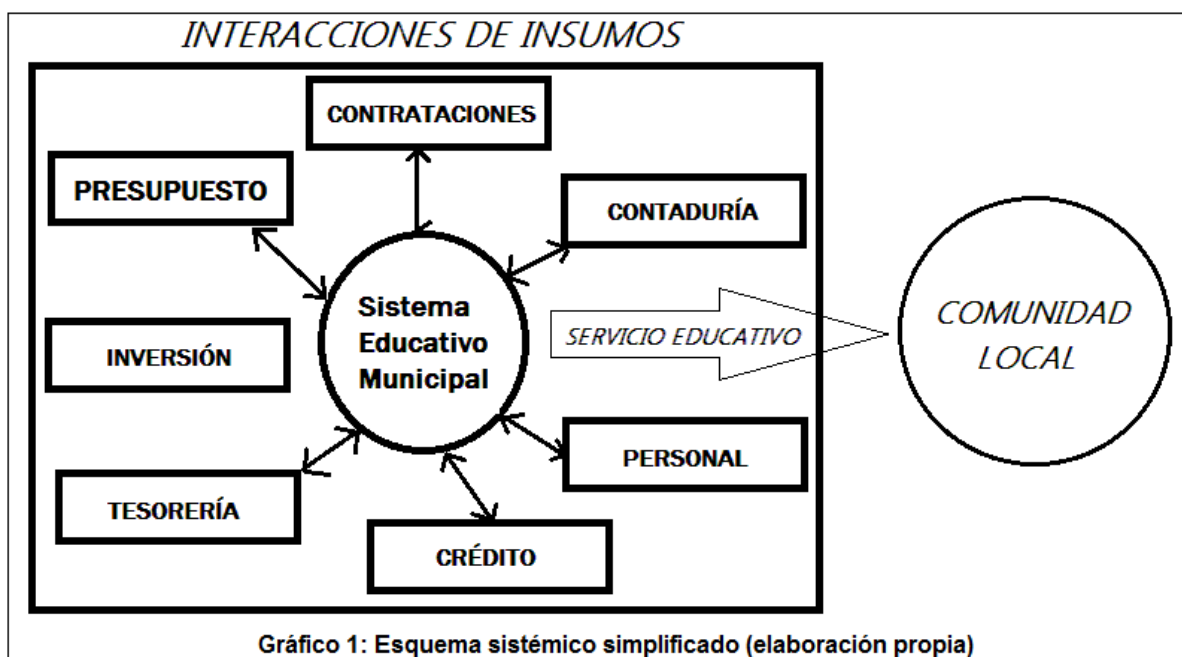 INTERACCIONES DE INSUMOS
CONTRATACIONES
PRESUPUESTO
CONTADURÍA
Sistema
Educativo
Municipal
SERVICIO EDUCATIVO
COMUNIDAD
LOCAL
INVERSIÓN
PERSONAL
TESORERÍA
CRÉDITO
Gráfico 1: Esquema sistémico simplificado (elaboración propia)